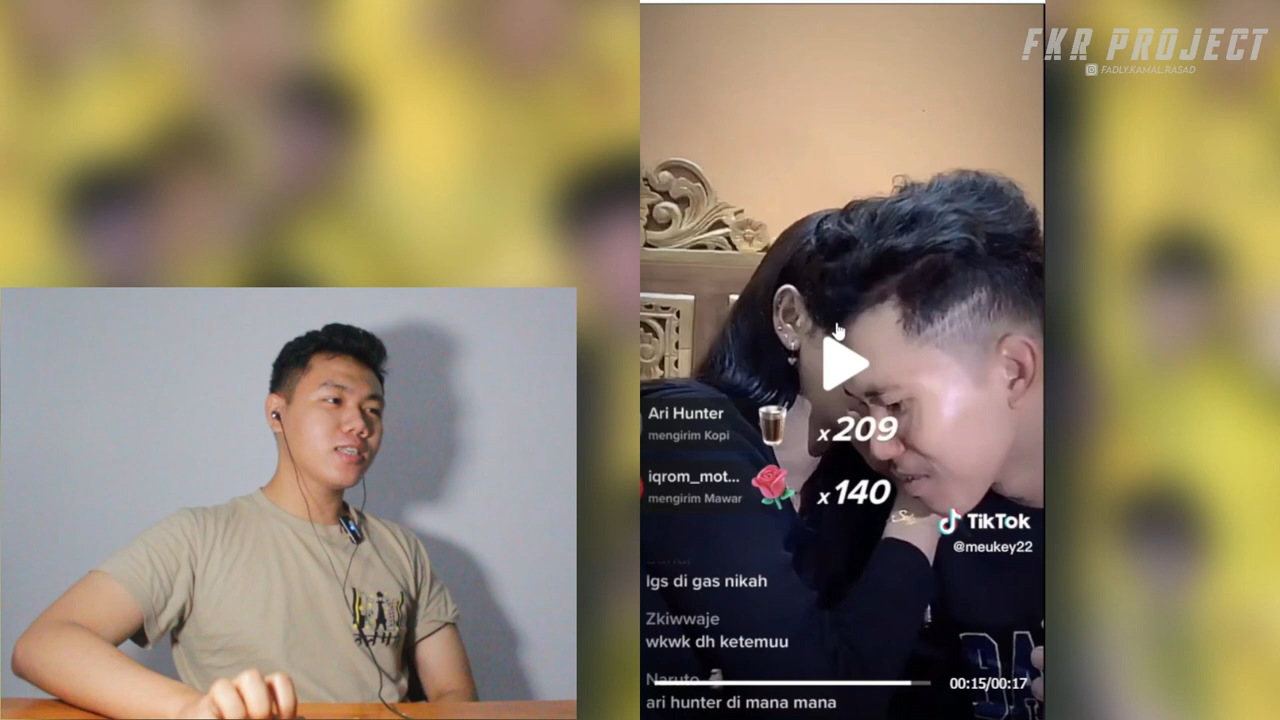 FKR PROJECT
FADLY.KAMAL.RASAD
Ari Hunter
mengirim Kopi
x209
iqrom_mot...
mengirim Mawar
x140
TikTok
@meukey22
lgs di gas nikah
Zkiwwaje
wkwk dh ketemuu
Naruto
00:15/00:17
ari hunter di mana mana